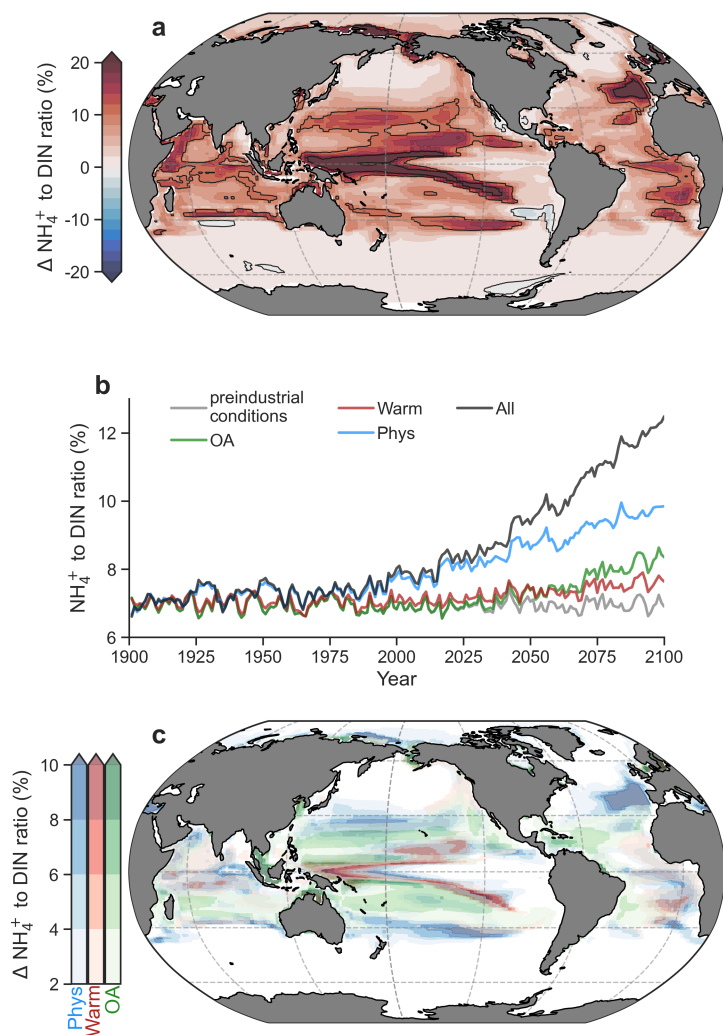 a
Δ NH₄⁺ to DIN ratio (%)
20
10
0
-10
-20
b
preindustrial
conditions
OA
Warm
Phys
All
NH₄⁺ to DIN ratio (%)
12
10
8
6
1900
1925
1950
1975
2000
2025
2050
2075
2100
Year
c
Δ NH₄⁺ to DIN ratio (%)
10
8
6
4
2
Phys
Warm
OA